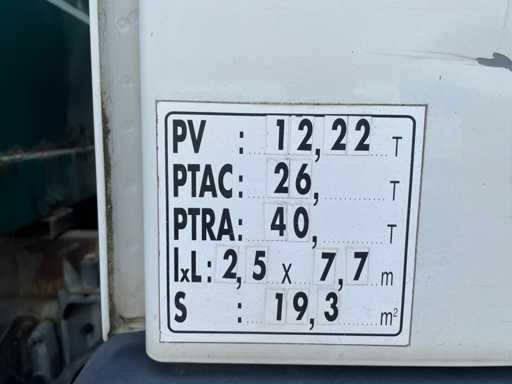 PV : 12,22 T
PTAC: 26, T
PTRA: 40, T
lxL: 2,5 x 7,7 m
S : 19,3 m²